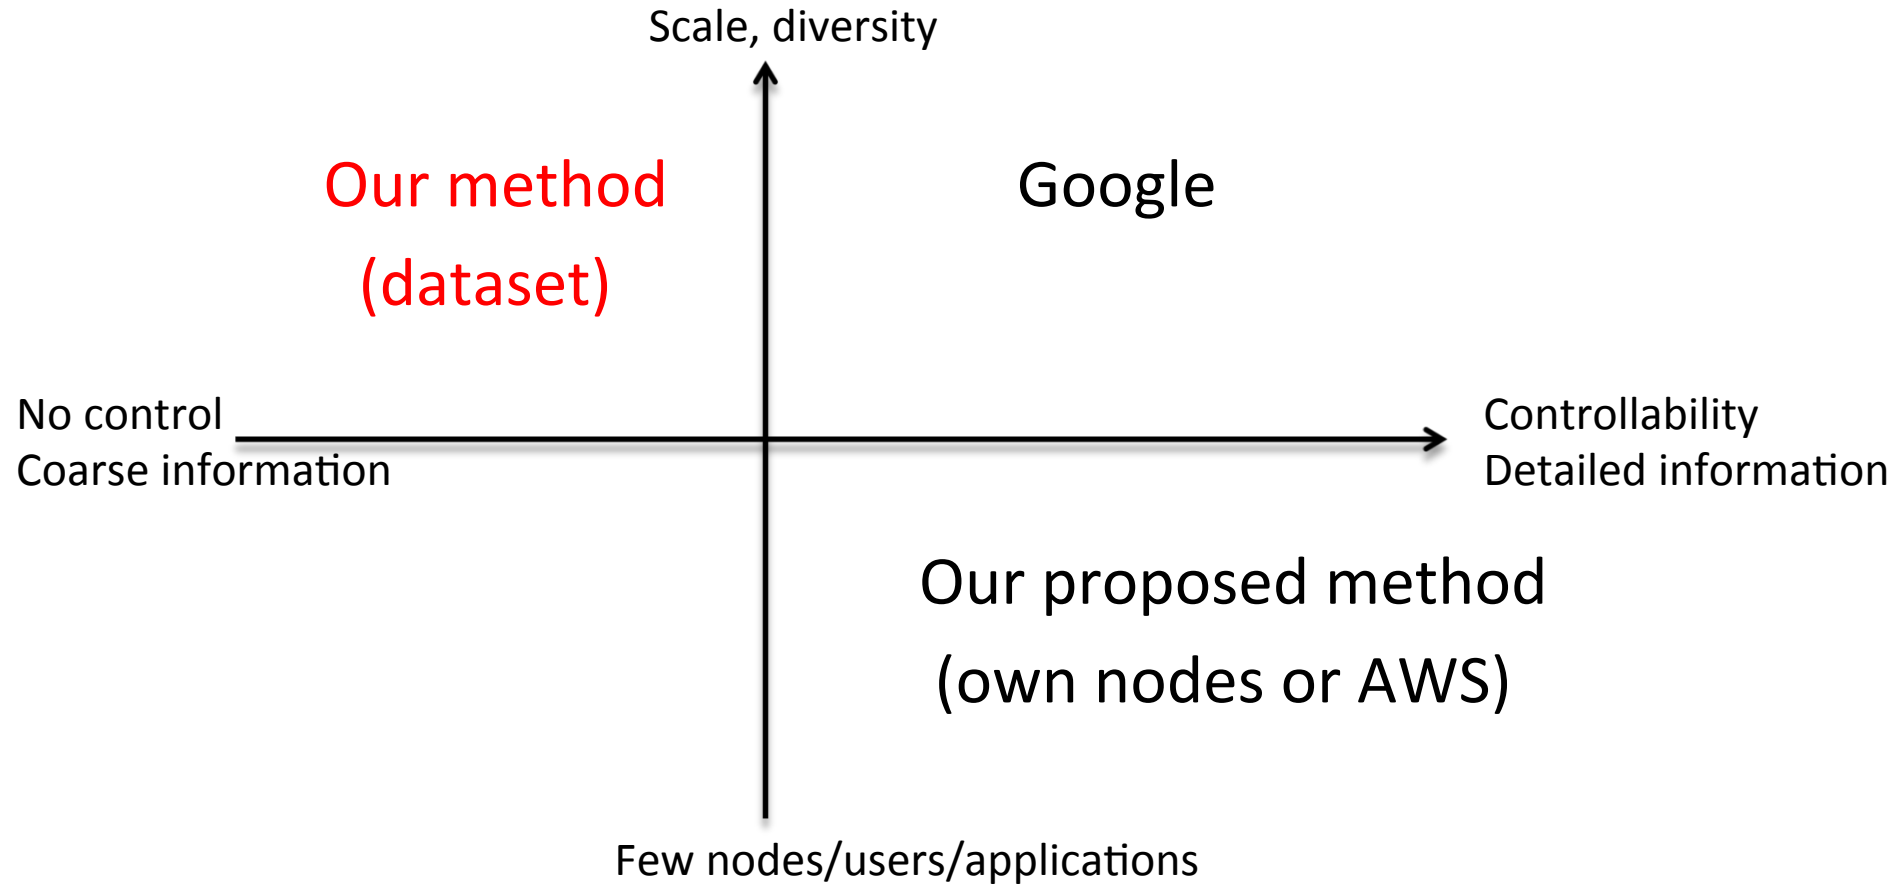 Scale, diversity
Our method
(dataset)
Google
No control
Coarse information
Controllability
Detailed information
Our proposed method
(own nodes or AWS)
Few nodes/users/applications